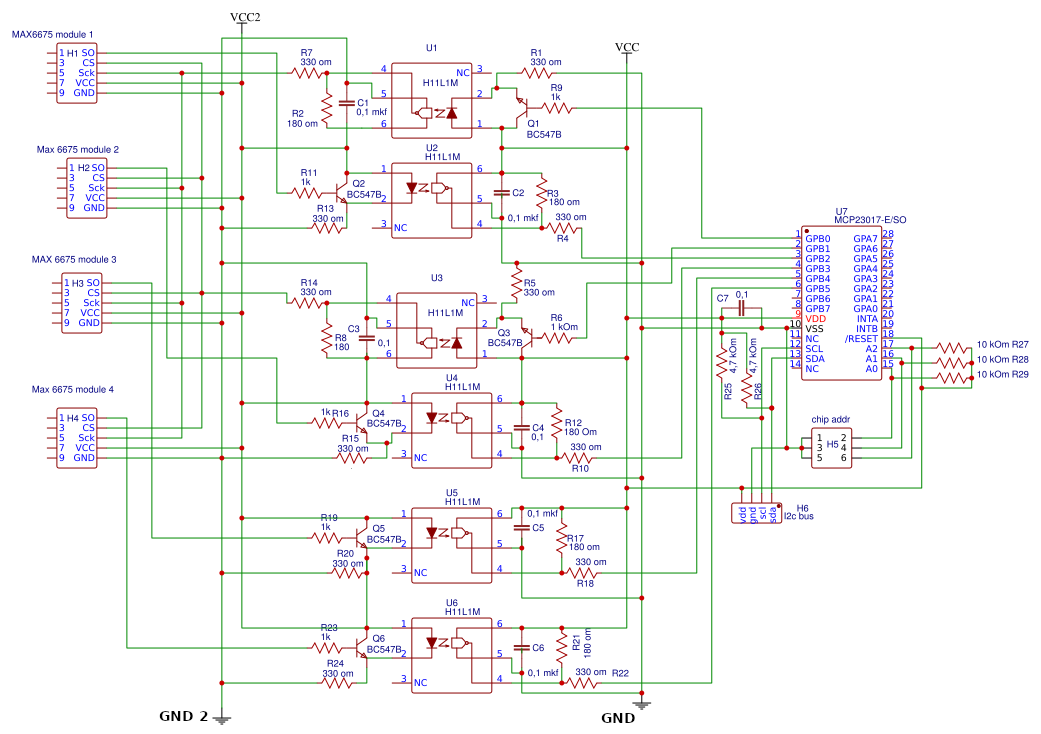 VCC2
MAX6675 module 1
1 H1 SO
3 CS
5 Sck
7 VCC
9 GND
Max 6675 module 2
1 H2 SO
3 CS
5 Sck
7 VCC
9 GND
MAX 6675 module 3
1 H3 SO
3 CS
5 Sck
7 VCC
9 GND
Max 6675 module 4
1 H4 SO
3 CS
5 Sck
7 VCC
9 GND
R7
330 om
R2
180 om
C1
0,1 mkf
U1
H11L1M
4 NC 3
5 2
6 1
R1
330 om
R9
1k
Q1
BC547B
VCC
R11
1k
Q2
BC547B
R13
330 om
U2
H11L1M
1 6
2 5
3 NC 4
C2
0,1 mkf
R3
180 om
330 om
R4
R14
330 om
R8
180
C3
0,1
U3
H11L1M
4 NC 3
5 2
6 1
R5
330 om
Q3
BC547B
R6
1 kOm
1k R16
Q4
BC547B
R15
330 om
U4
H11L1M
1 6
2 5
3 NC 4
C4
0,1
R12
180 Om
330 om
R10
R19
1k
Q5
BC547B
R20
330 om
U5
H11L1M
1 6
2 5
3 NC 4
0,1 mkf
C5
R17
180 om
330 om
R18
R23
1k
Q6
BC547B
R24
330 om
U6
H11L1M
1 6
2 5
3 NC 4
C6
0,1 mkf
R21
180 om
330 om R22
GND 2
GND
U7
MCP23017-E/SO
1 GPB0 GPA7 28
2 GPB1 GPA6 27
3 GPB2 GPA5 26
4 GPB3 GPA4 25
5 GPB4 GPA3 24
6 GPB5 GPA2 23
7 GPB6 GPA1 22
8 GPB7 GPA0 21
9 VDD INTA 20
10 VSS INTB 19
11 NC /RESET 18
12 SCL A2 17
13 SDA A1 16
14 NC A0 15
C7 0,1
R25
4,7 kOm
R26
4,7 kOm
10 kOm R27
10 kOm R28
10 kOm R29
chip addr
1 2
3 H5 4
5 6
vdd
gnd
scl
sda
H6
I2c bus